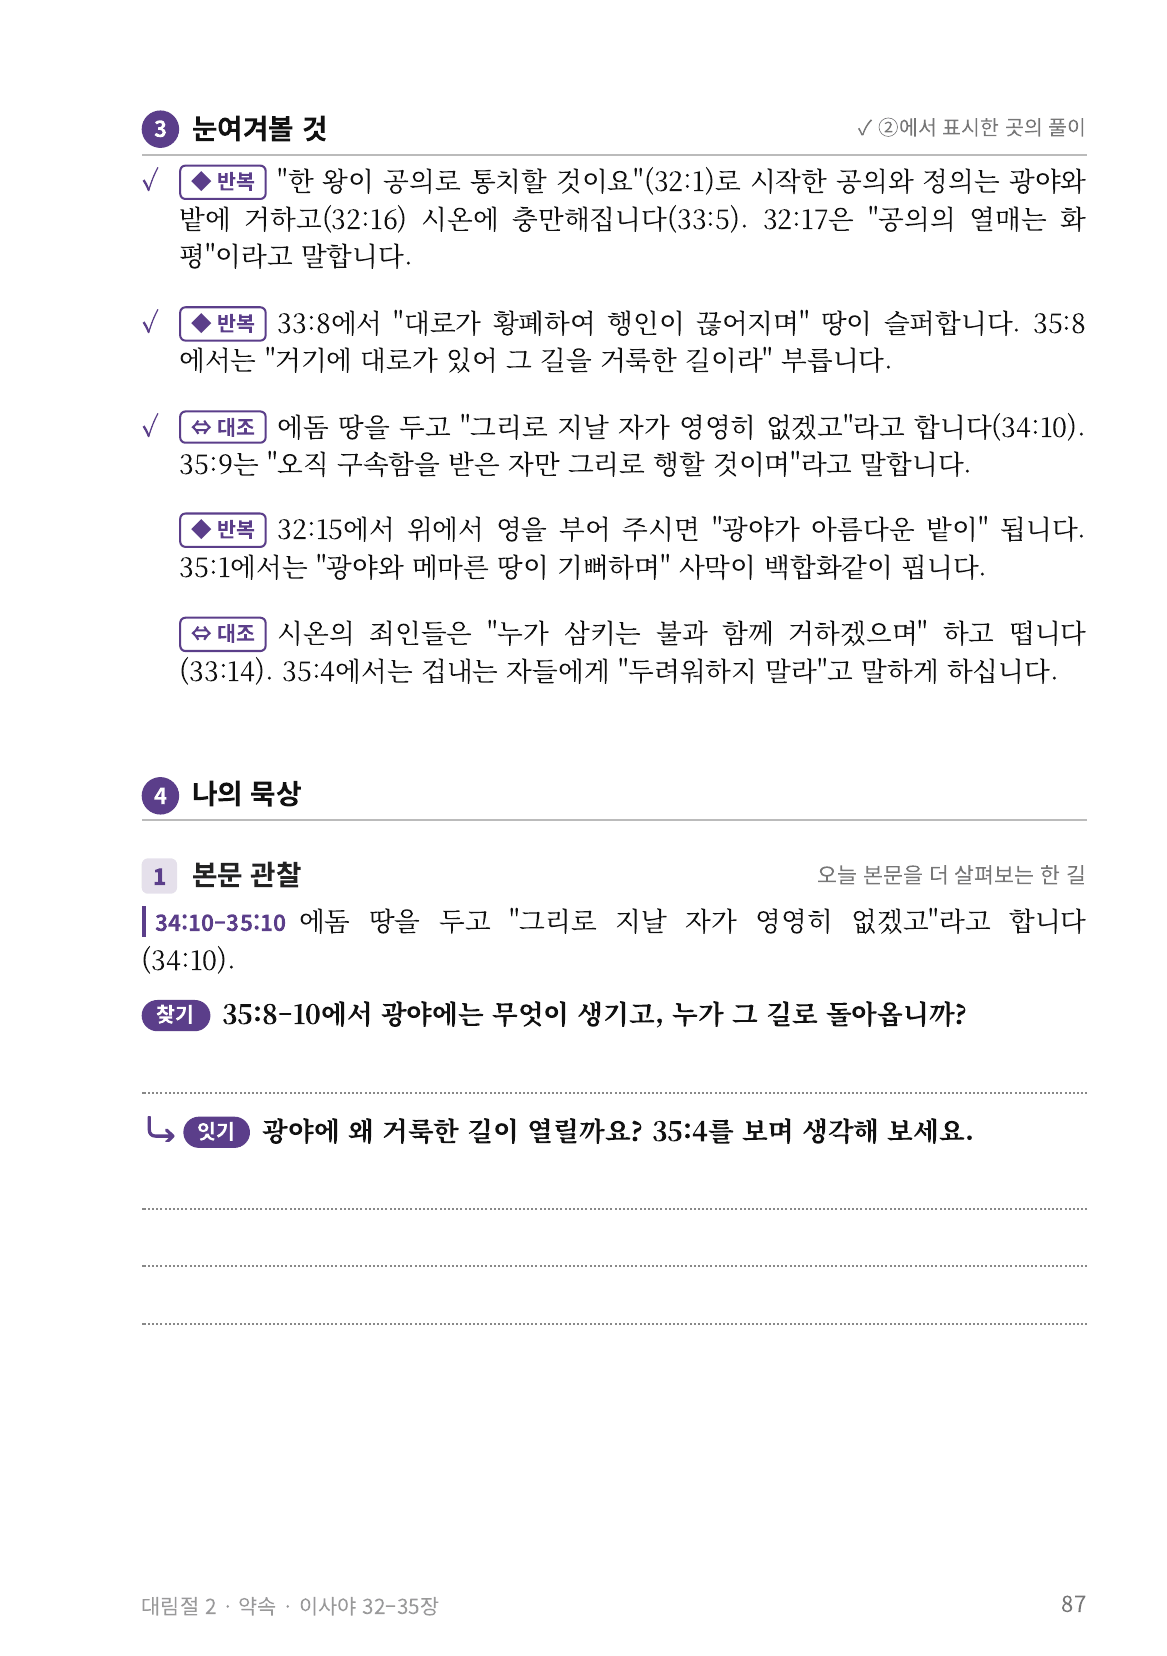 3 눈여겨볼 것
✓ ②에서 표시한 곳의 풀이
✓ ◆ 반복 "한 왕이 공의로 통치할 것이요"(32:1)로 시작한 공의와 정의는 광야와
밭에 거하고(32:16) 시온에 충만해집니다(33:5). 32:17은 "공의의 열매는 화
평"이라고 말합니다.
✓ ◆ 반복 33:8에서 "대로가 황폐하여 행인이 끊어지며" 땅이 슬퍼합니다. 35:8
에서는 "거기에 대로가 있어 그 길을 거룩한 길이라" 부릅니다.
✓ ⇔ 대조 에돔 땅을 두고 "그리로 지날 자가 영영히 없겠고"라고 합니다(34:10).
35:9는 "오직 구속함을 받은 자만 그리로 행할 것이며"라고 말합니다.
◆ 반복 32:15에서 위에서 영을 부어 주시면 "광야가 아름다운 밭이" 됩니다.
35:1에서는 "광야와 메마른 땅이 기뻐하며" 사막이 백합화같이 핍니다.
⇔ 대조 시온의 죄인들은 "누가 삼키는 불과 함께 거하겠으며" 하고 떱니다
(33:14). 35:4에서는 겁내는 자들에게 "두려워하지 말라"고 말하게 하십니다.
4 나의 묵상
1 본문 관찰
오늘 본문을 더 살펴보는 한 길
34:10–35:10 에돔 땅을 두고 "그리로 지날 자가 영영히 없겠고"라고 합니다
(34:10).
찾기 35:8–10에서 광야에는 무엇이 생기고, 누가 그 길로 돌아옵니까?
잇기 광야에 왜 거룩한 길이 열릴까요? 35:4를 보며 생각해 보세요.
대림절 2 · 약속 · 이사야 32–35장
87